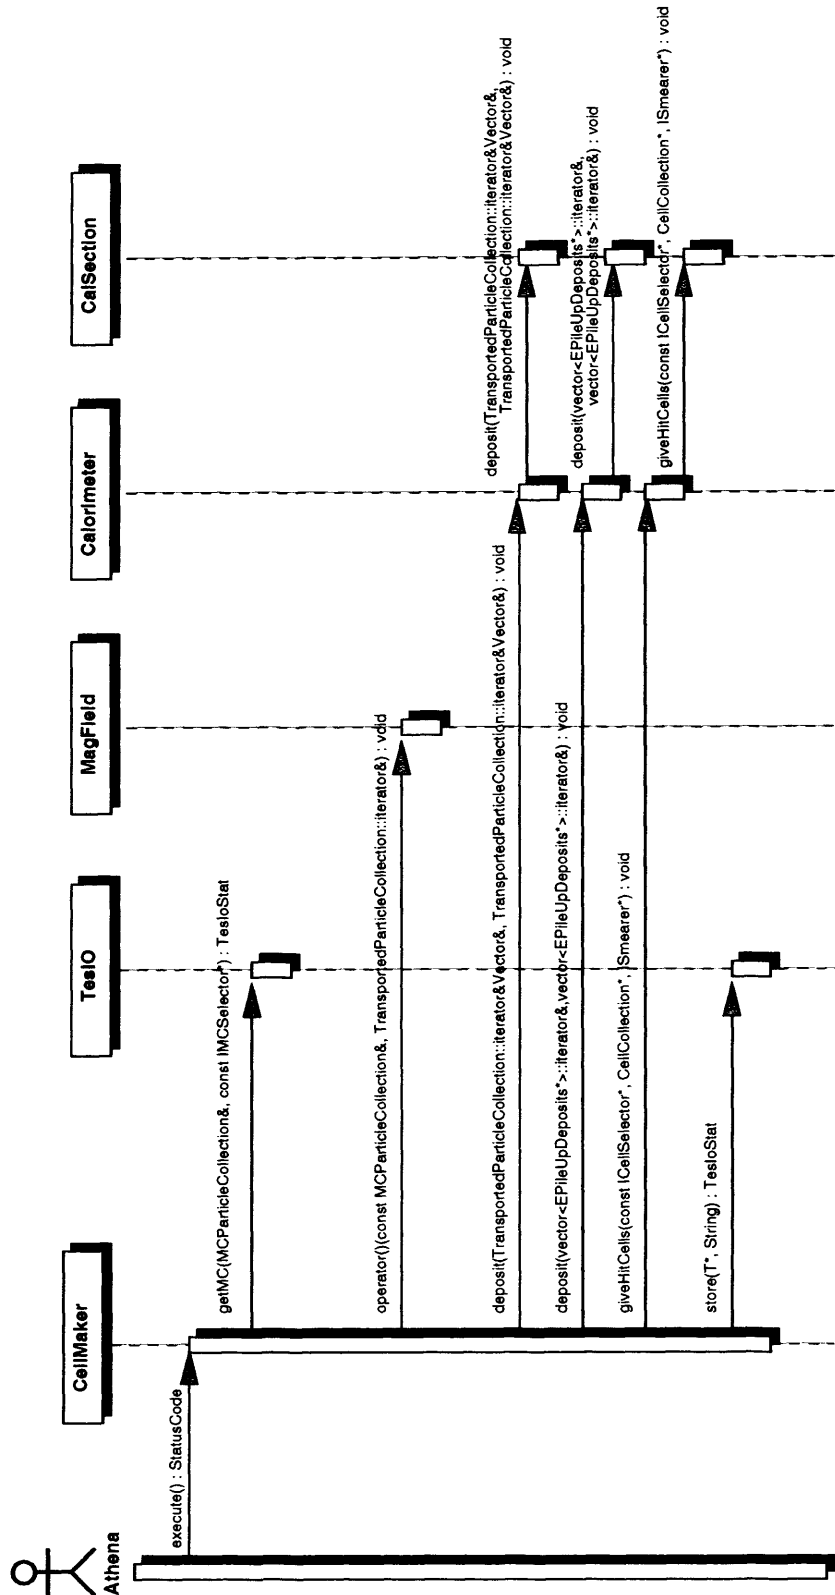 Athena
CellMaker
TesIO
MagField
Calorimeter
CalSection
execute() : StatusCode
getMC(MCParticleCollection&, const IMCSelector*) : TesIoStat
operator()(const MCParticleCollection&, TransportedParticleCollection::iterator&) : void
deposit(TransportedParticleCollection::iterator&Vector&, TransportedParticleCollection::iterator&Vector&) : void
deposit(TransportedParticleCollection::iterator&Vector&,
TransportedParticleCollection::iterator&Vector&) : void
deposit(vector<EPileUpDeposits*>::iterator&,vector<EPileUpDeposits*>::iterator&) : void
deposit(vector<EPileUpDeposits*>::iterator&,
vector<EPileUpDeposits*>::iterator&) : void
giveHitCells(const ICellSelector*, CellCollection*, ISmearer*) : void
giveHitCells(const ICellSelector*, CellCollection*, ISmearer*) : void
store(T*, String) : TesIoStat